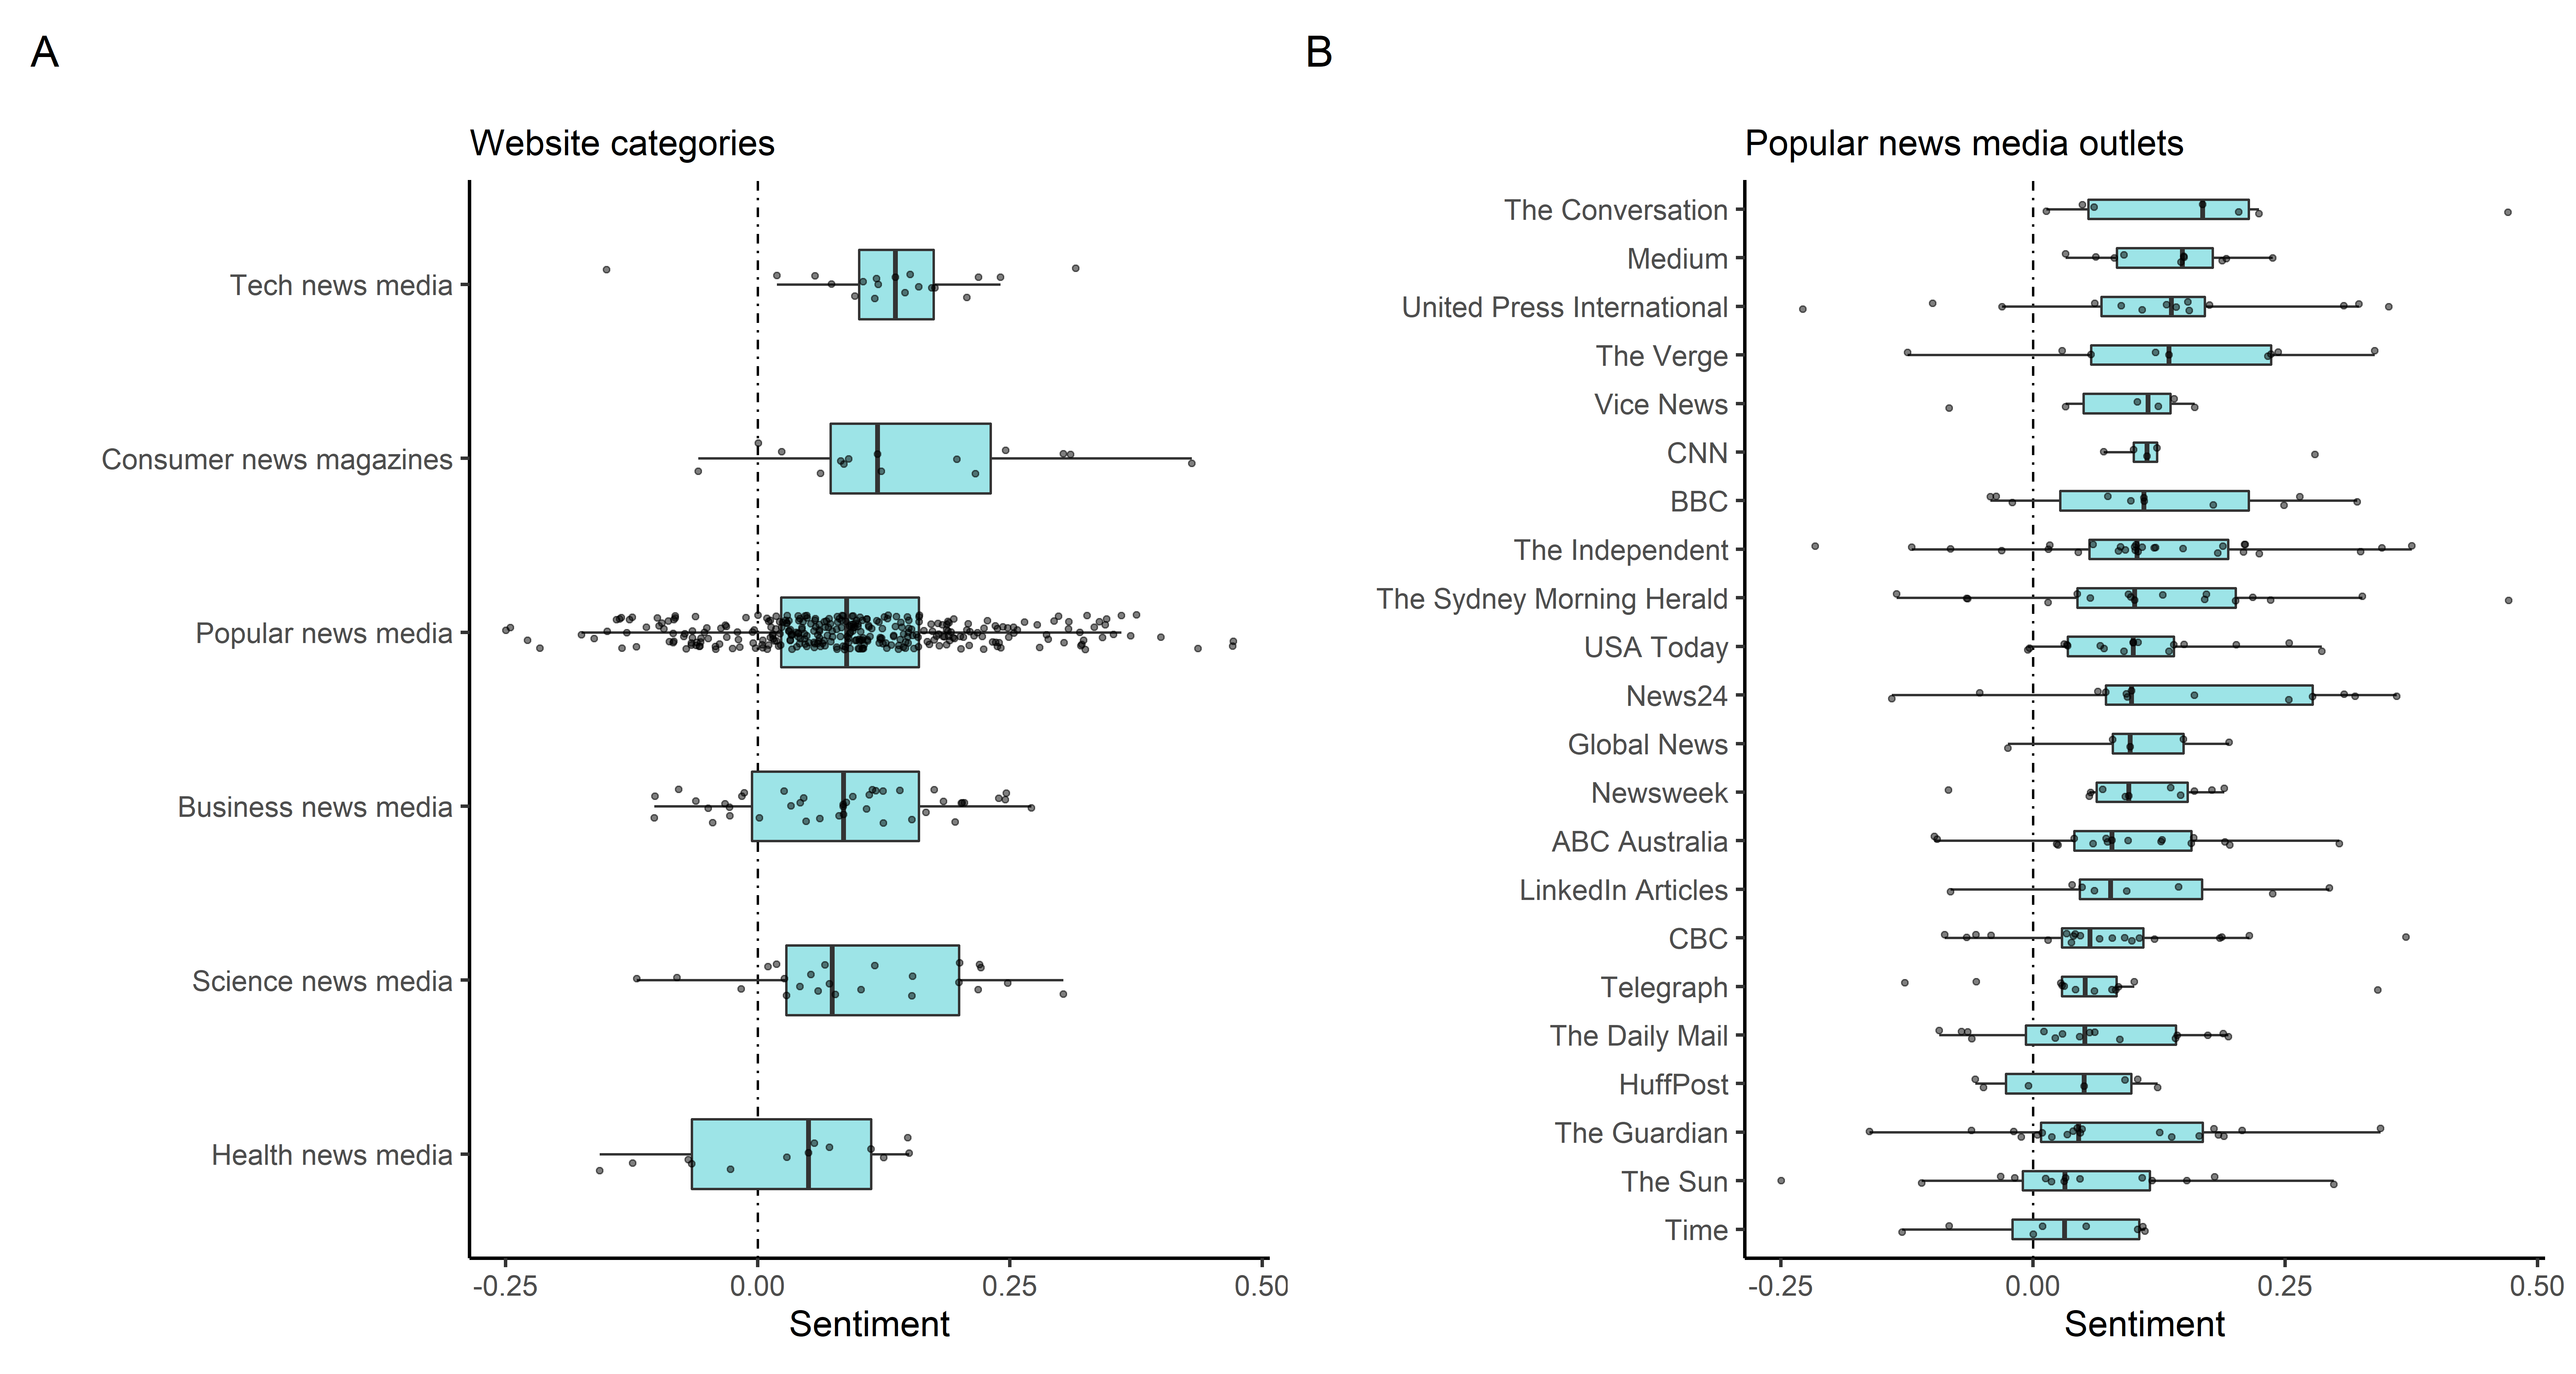 A
Website categories
Tech news media
Consumer news magazines
Popular news media
Business news media
Science news media
Health news media
-0.25 0.00 0.25 0.50
Sentiment
B
Popular news media outlets
The Conversation
Medium
United Press International
The Verge
Vice News
CNN
BBC
The Independent
The Sydney Morning Herald
USA Today
News24
Global News
Newsweek
ABC Australia
LinkedIn Articles
CBC
Telegraph
The Daily Mail
HuffPost
The Guardian
The Sun
Time
-0.25 0.00 0.25 0.50
Sentiment